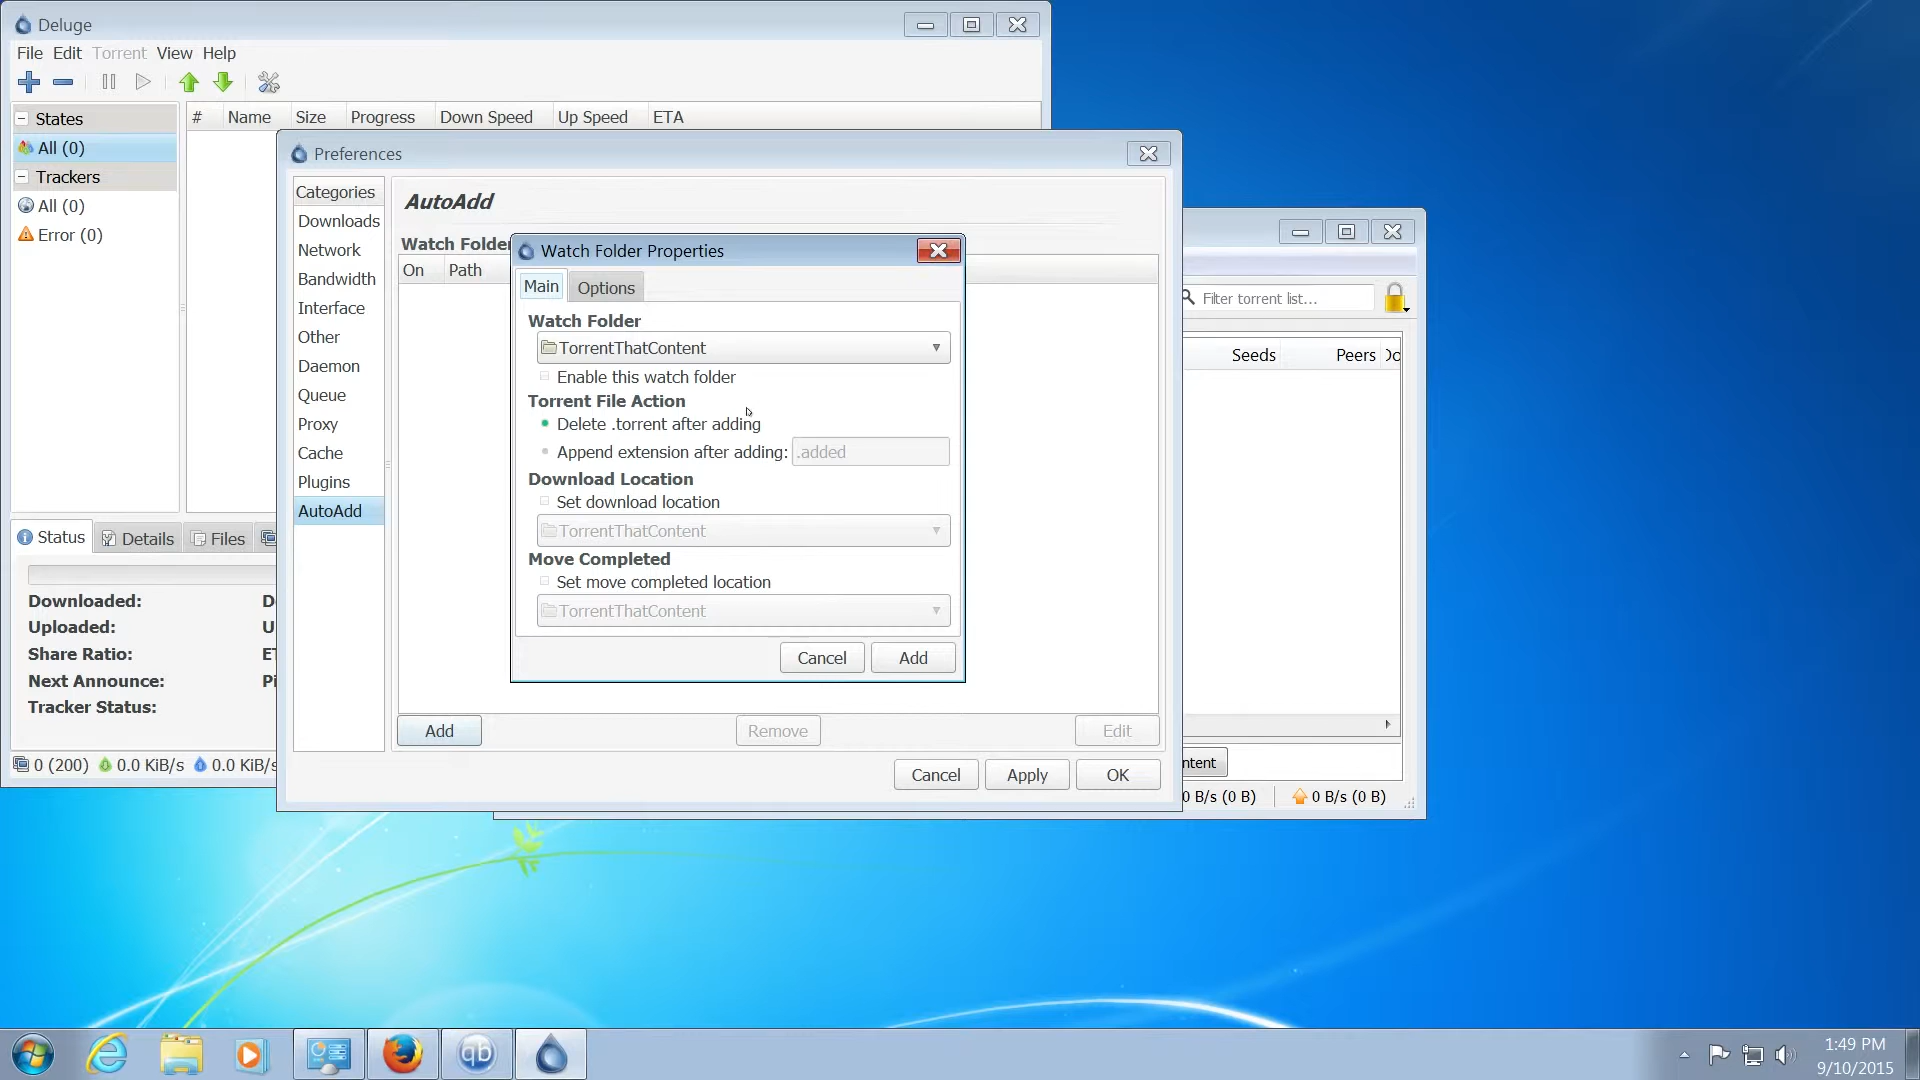 Deluge
File Edit Torrent View Help
States
All (0)
Trackers
All (0)
Error (0)
# Name Size Progress Down Speed Up Speed ETA
Status Details Files
Downloaded:
Uploaded:
Share Ratio:
Next Announce:
Tracker Status:
D
U
ET
Pi
0 (200) 0.0 KiB/s 0.0 KiB/s
Preferences
Categories
Downloads
Network
Bandwidth
Interface
Other
Daemon
Queue
Proxy
Cache
Plugins
AutoAdd
AutoAdd
Watch Folder
On Path
Watch Folder Properties
Main Options
Watch Folder
TorrentThatContent
Enable this watch folder
Torrent File Action
Delete .torrent after adding
Append extension after adding: .added
Download Location
Set download location
TorrentThatContent
Move Completed
Set move completed location
TorrentThatContent
Cancel Add
Add Remove Edit
Cancel Apply OK
Filter torrent list...
Seeds Peers
ntent
0 B/s (0 B) 0 B/s (0 B)
qb
1:49 PM
9/10/2015